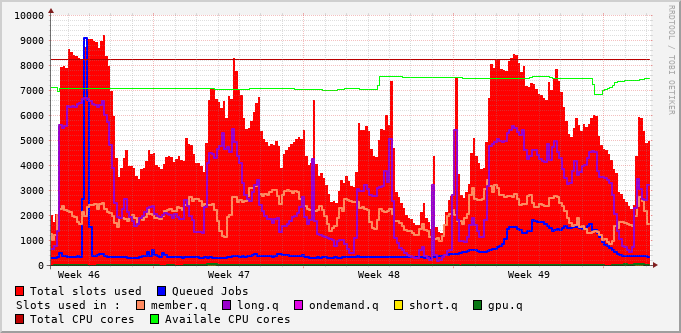 10000
9000
8000
7000
6000
5000
4000
3000
2000
1000
0
Week 46 Week 47 Week 48 Week 49
Total slots used Queued Jobs
Slots used in : member.q long.q ondemand.q short.q gpu.q
Total CPU cores Availale CPU cores
RRDTOOL / TOBI OETIKER